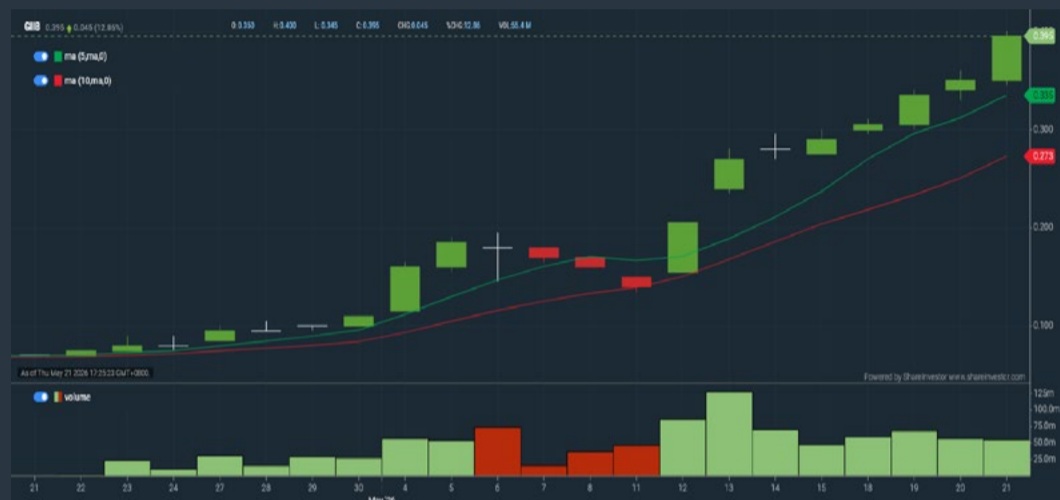 GIIB 0.395 0.045 (12.86%) O:0.350 H:0.400 L:0.345 C:0.395 CHG:0.045 %CHG:12.86 VOL:55.4 M
0.395
ma (5,ma,0)
ma (10,ma,0)
0.335
0.300
0.273
0.200
0.100
As of Thu May 21 2026 17:25:23 GMT+0800,
Powered by ShareInvestor www.shareinvestor.com
volume
125m
100.0m
75.0m
50.0m
25.0m
21 22 23 24 27 28 29 30 4 5 6 7 8 11 12 13 14 15 18 19 20 21